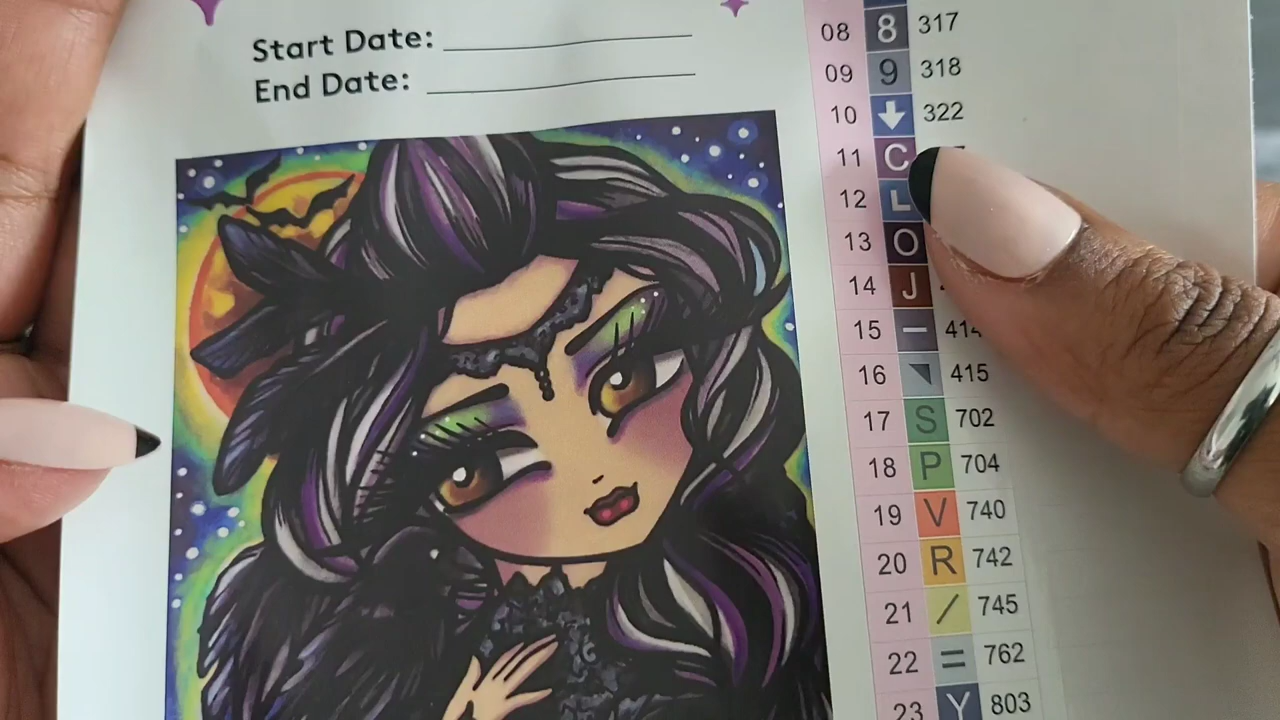 Start Date:
End Date:
08 8 317
09 9 318
10 322
11 C
12 L
13 O
14 J
15 — 414
16 415
17 S 702
18 P 704
19 V 740
20 R 742
21 / 745
22 = 762
23 Y 803